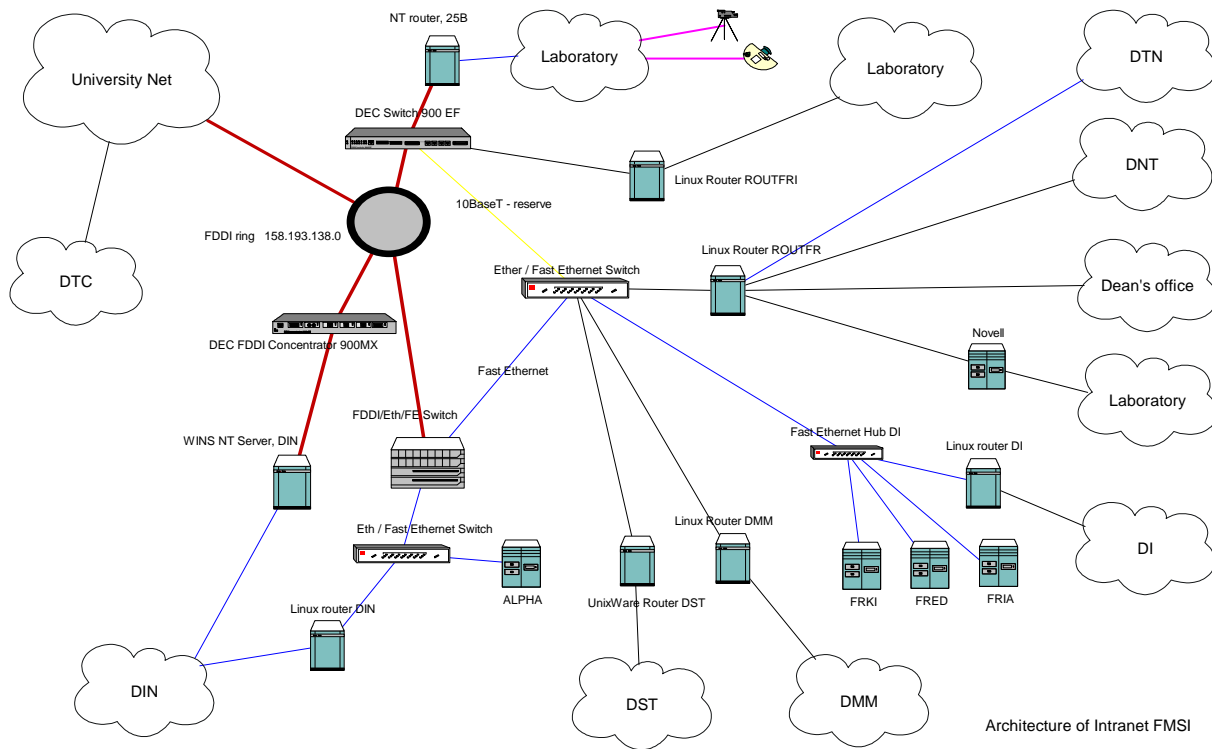 NT router, 25B
Laboratory
University Net
Laboratory
DTN
DEC Switch 900 EF
DNT
Linux Router ROUTFRI
10BaseT - reserve
FDDI ring 158.193.138.0
Linux Router ROUTFR
Ether / Fast Ethernet Switch
DTC
Dean's office
DEC FDDI Concentrator 900MX
Novell
Fast Ethernet
Laboratory
FDDI/Eth/FE Switch
WINS NT Server, DIN
Fast Ethernet Hub DI
Linux router DI
Eth / Fast Ethernet Switch
Linux Router DMM
DI
ALPHA
UnixWare Router DST
FRKI
FRED
FRIA
Linux router DIN
DIN
DST
DMM
Architecture of Intranet FMSI